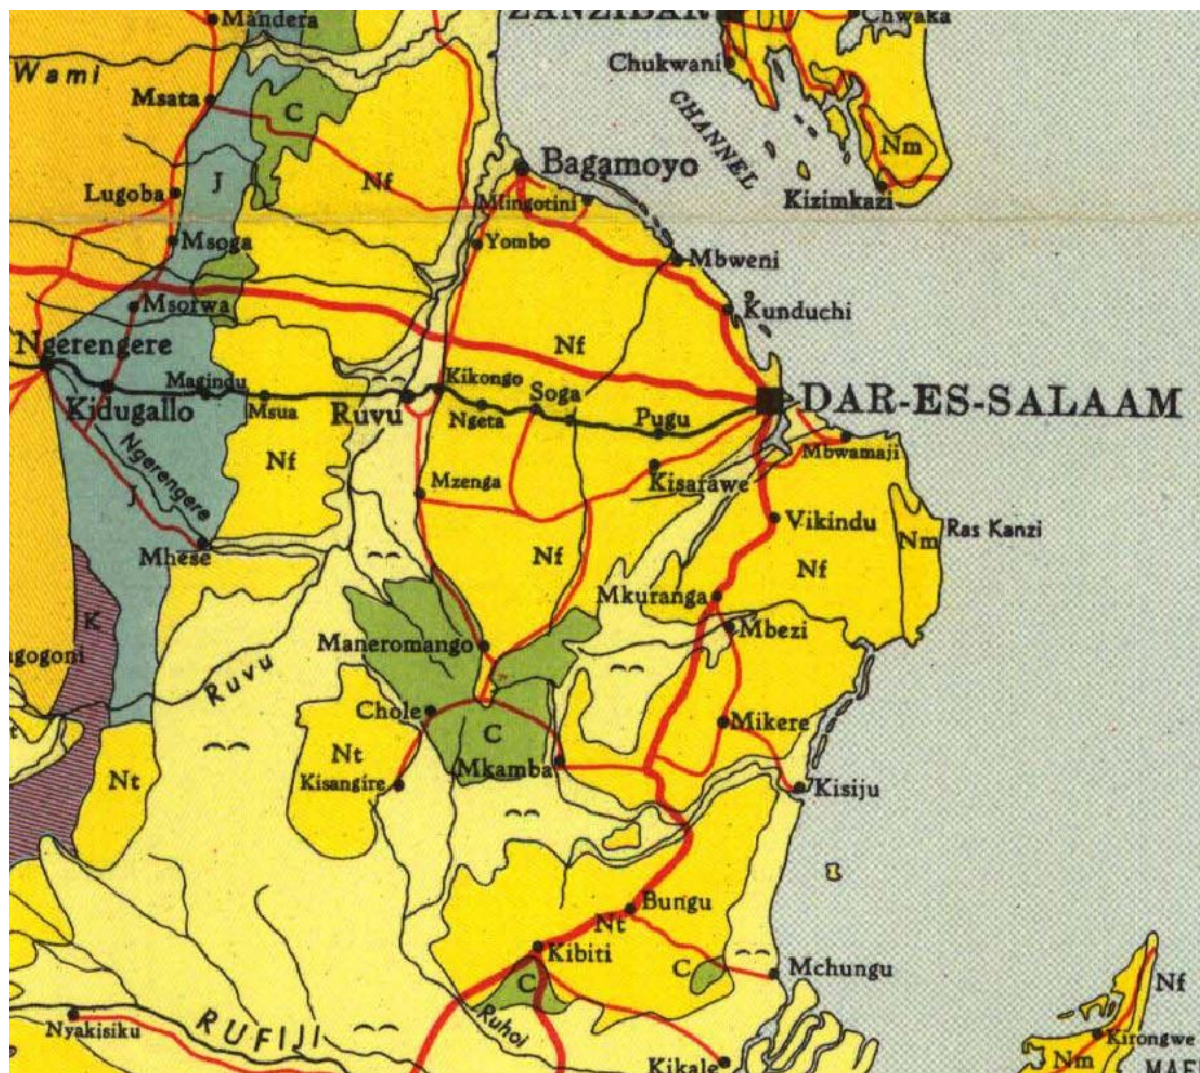 ZANZIBAR
Chwaka
Mandera
Chukwani
Wami
Msata
C
CHANNEL
Nm
Bagamoyo
J
Nf
Lugoba
Mfingotini
Kizimkazi
Msoga
Yombo
Mbweni
Msorwa
Kunduchi
Ngerengere
Nf
Magindu
Kikongo
Soga
DAR-ES-SALAAM
Kidugallo
Msua
Ruvu
Ngeta
Pugu
Mbwamaji
Ngerengere
Nf
Mzenga
Kisarawe
J
Vikindu
Ras Kanzi
Nm
Mhese
Nf
Nf
Mkuranga
K
Mbezi
Maneromango
gogoni
Ruvu
Chole
Mikere
C
Nt
Nt
Kisangire
Mkamba
Kisiju
Bungu
Nt
Kibiti
C
Mchungu
C
Nf
Nyakisiku
RUFIJI
Ruhoi
Kirongwe
Kikale
Nm
MAF